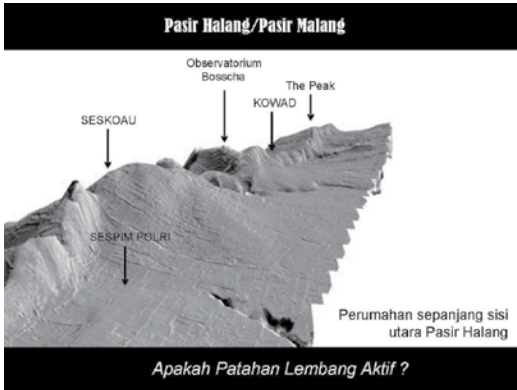 Pasir Halang/Pasir Malang
Observatorium
Bosscha
The Peak
KOWAD
SESKOAU
SESPIM POLRI
Perumahan sepanjang sisi
utara Pasir Halang
Apakah Patahan Lembang Aktif ?